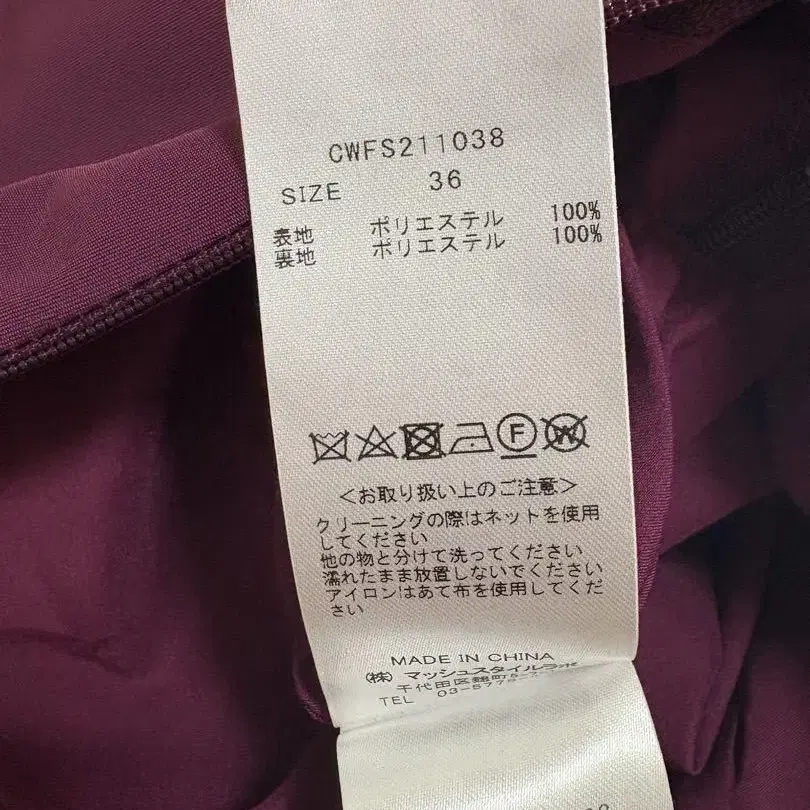 CWFS211038
SIZE 36
表地 ポリエステル 100%
裏地 ポリエステル 100%
F W
<お取り扱い上のご注意>
クリーニングの際はネットを使用
してください
他の物と分けて洗ってください
濡れたまま放置しないでください
アイロンはあて布を使用してくだ
さい
MADE IN CHINA
(株) マッシュスタイルラボ
千代田区麹町5-7-
TEL 03-577